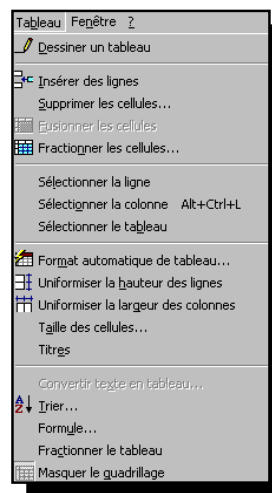 Tableau Fenêtre ?
Dessiner un tableau
Insérer des lignes
Supprimer les cellules...
Fusionner les cellules
Fractionner les cellules...
Sélectionner la ligne
Sélectionner la colonne Alt+Ctrl+L
Sélectionner le tableau
Format automatique de tableau...
Uniformiser la hauteur des lignes
Uniformiser la largeur des colonnes
Taille des cellules...
Titres
Convertir texte en tableau...
Trier...
Formule...
Fractionner le tableau
Masquer le quadrillage